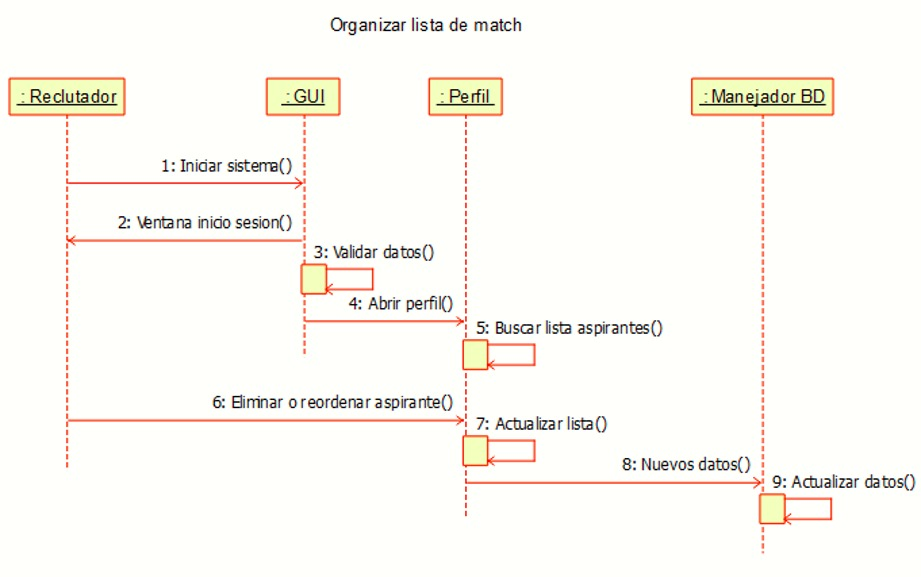 Organizar lista de match
: Reclutador
: GUI
: Perfil
: Manejador BD
1: Iniciar sistema()
2: Ventana inicio sesion()
3: Validar datos()
4: Abrir perfil()
5: Buscar lista aspirantes()
6: Eliminar o reordenar aspirante()
7: Actualizar lista()
8: Nuevos datos()
9: Actualizar datos()